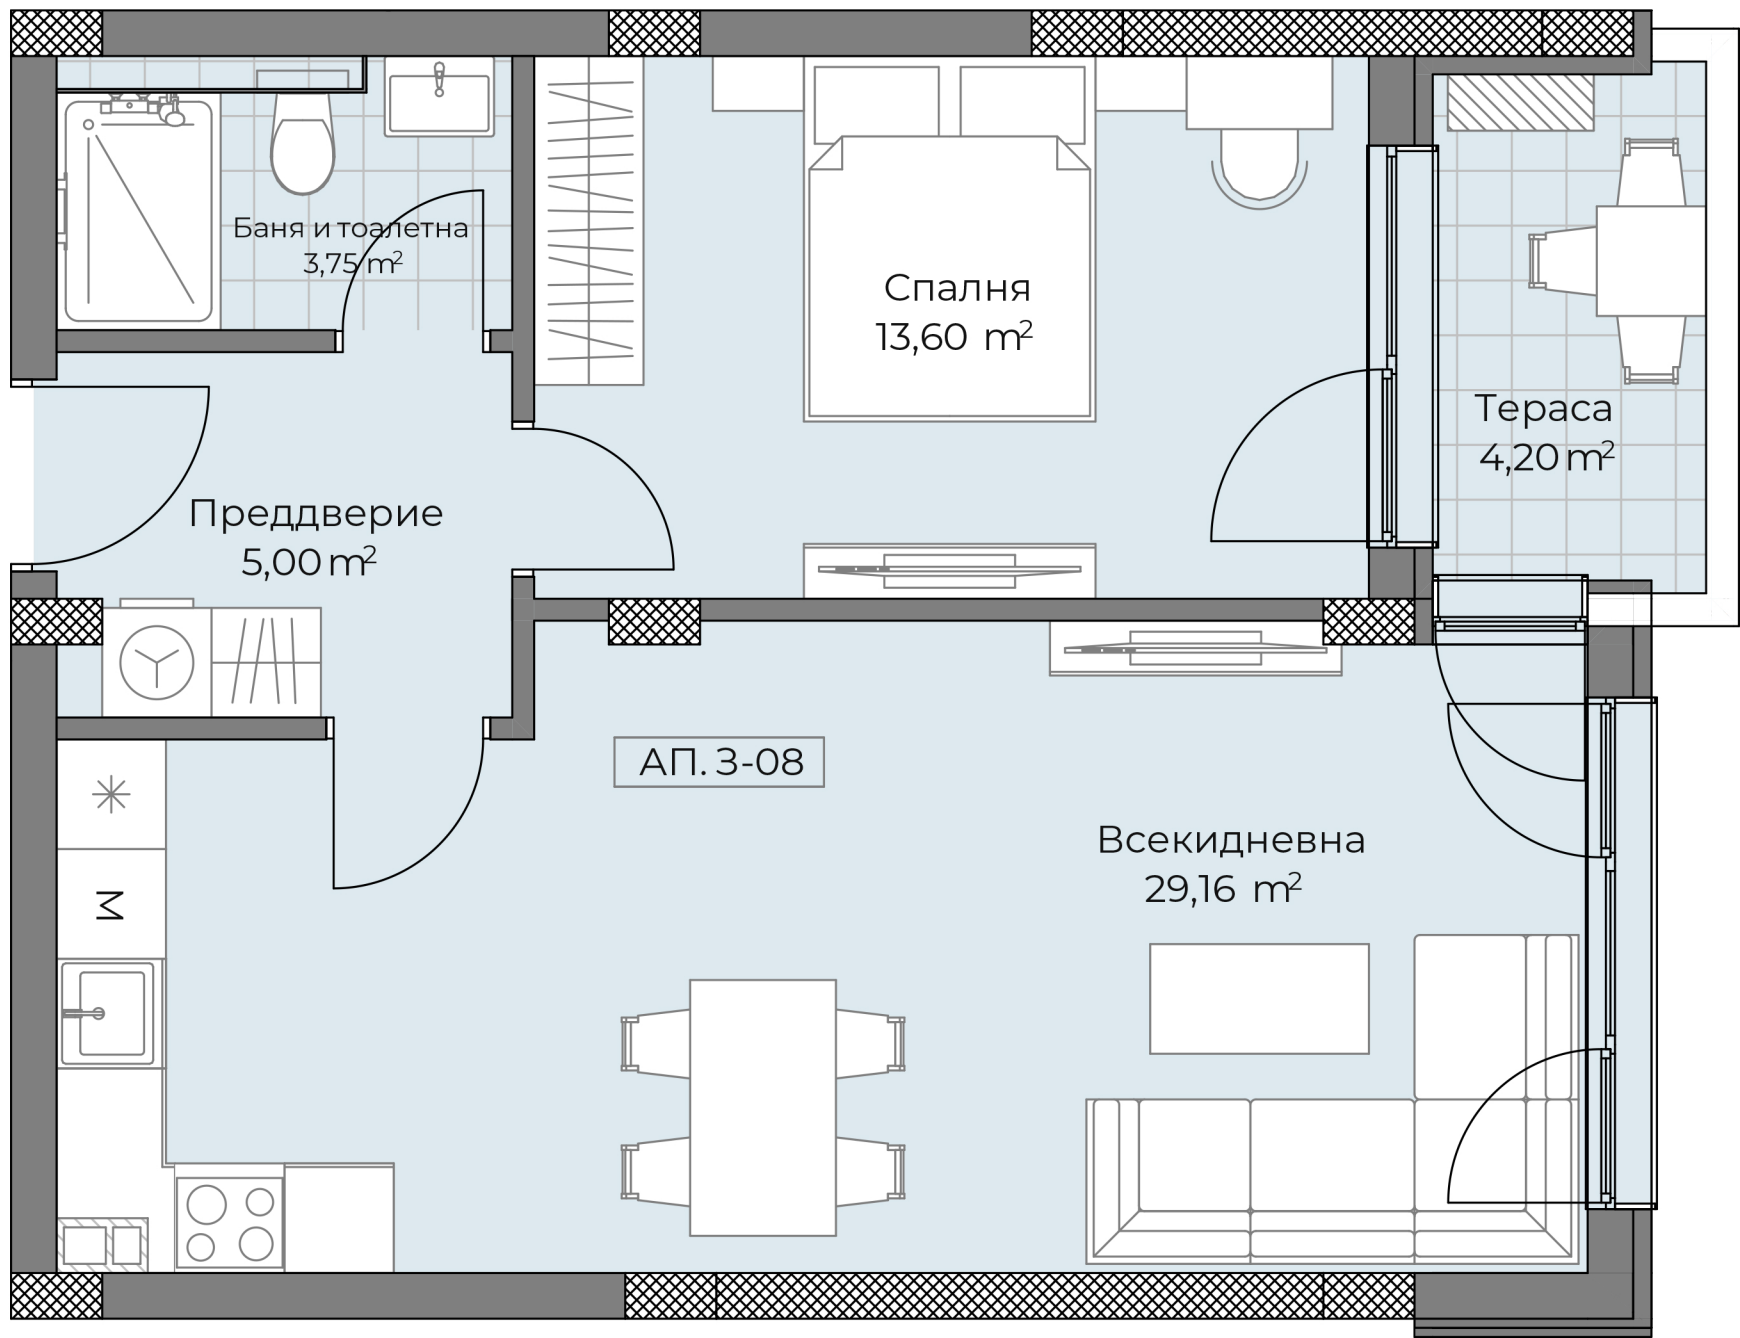 Баня и тоалетна
3,75 m²
Спалня
13,60 m²
Тераса
4,20 m²
Преддверие
5,00 m²
АП. З-08
Всекидневна
29,16 m²
М